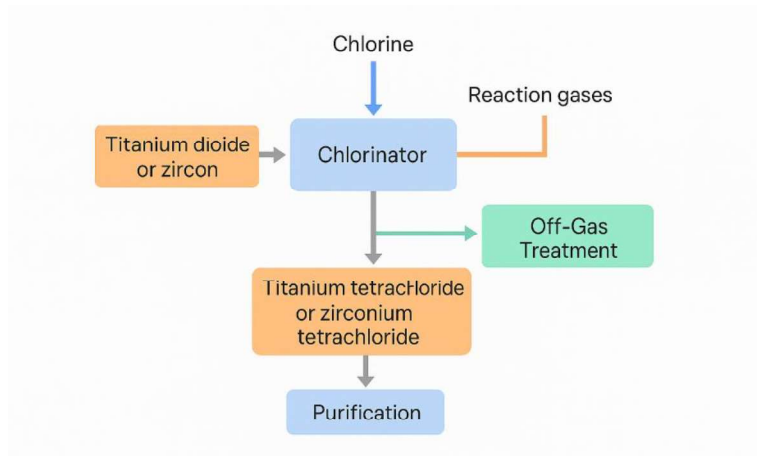 Chlorine
Reaction gases
Titanium dioide
or zircon
Chlorinator
Off-Gas
Treatment
Titanium tetrachloride
or zirconium
tetrachloride
Purification